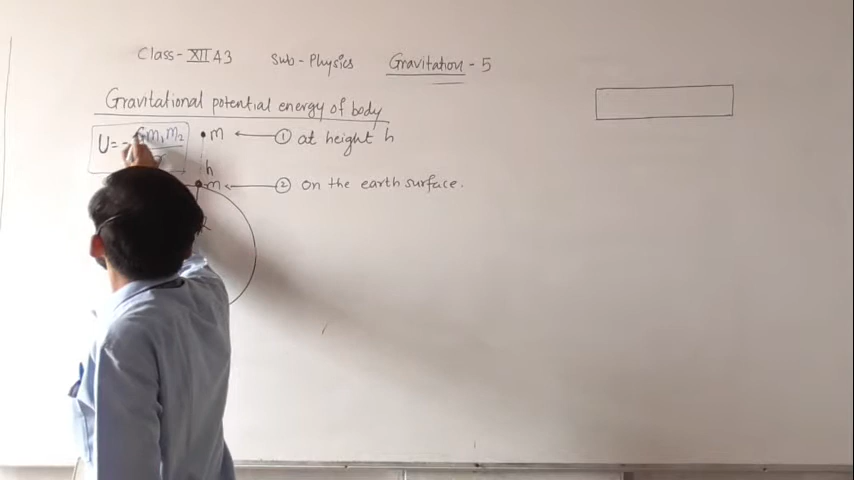 Class - XII A3 Sub - Physics Gravitation - 5
Gravitational potential energy of body
U = - Gm₁m₂ m ① at height h
h
m ② on the earth surface.